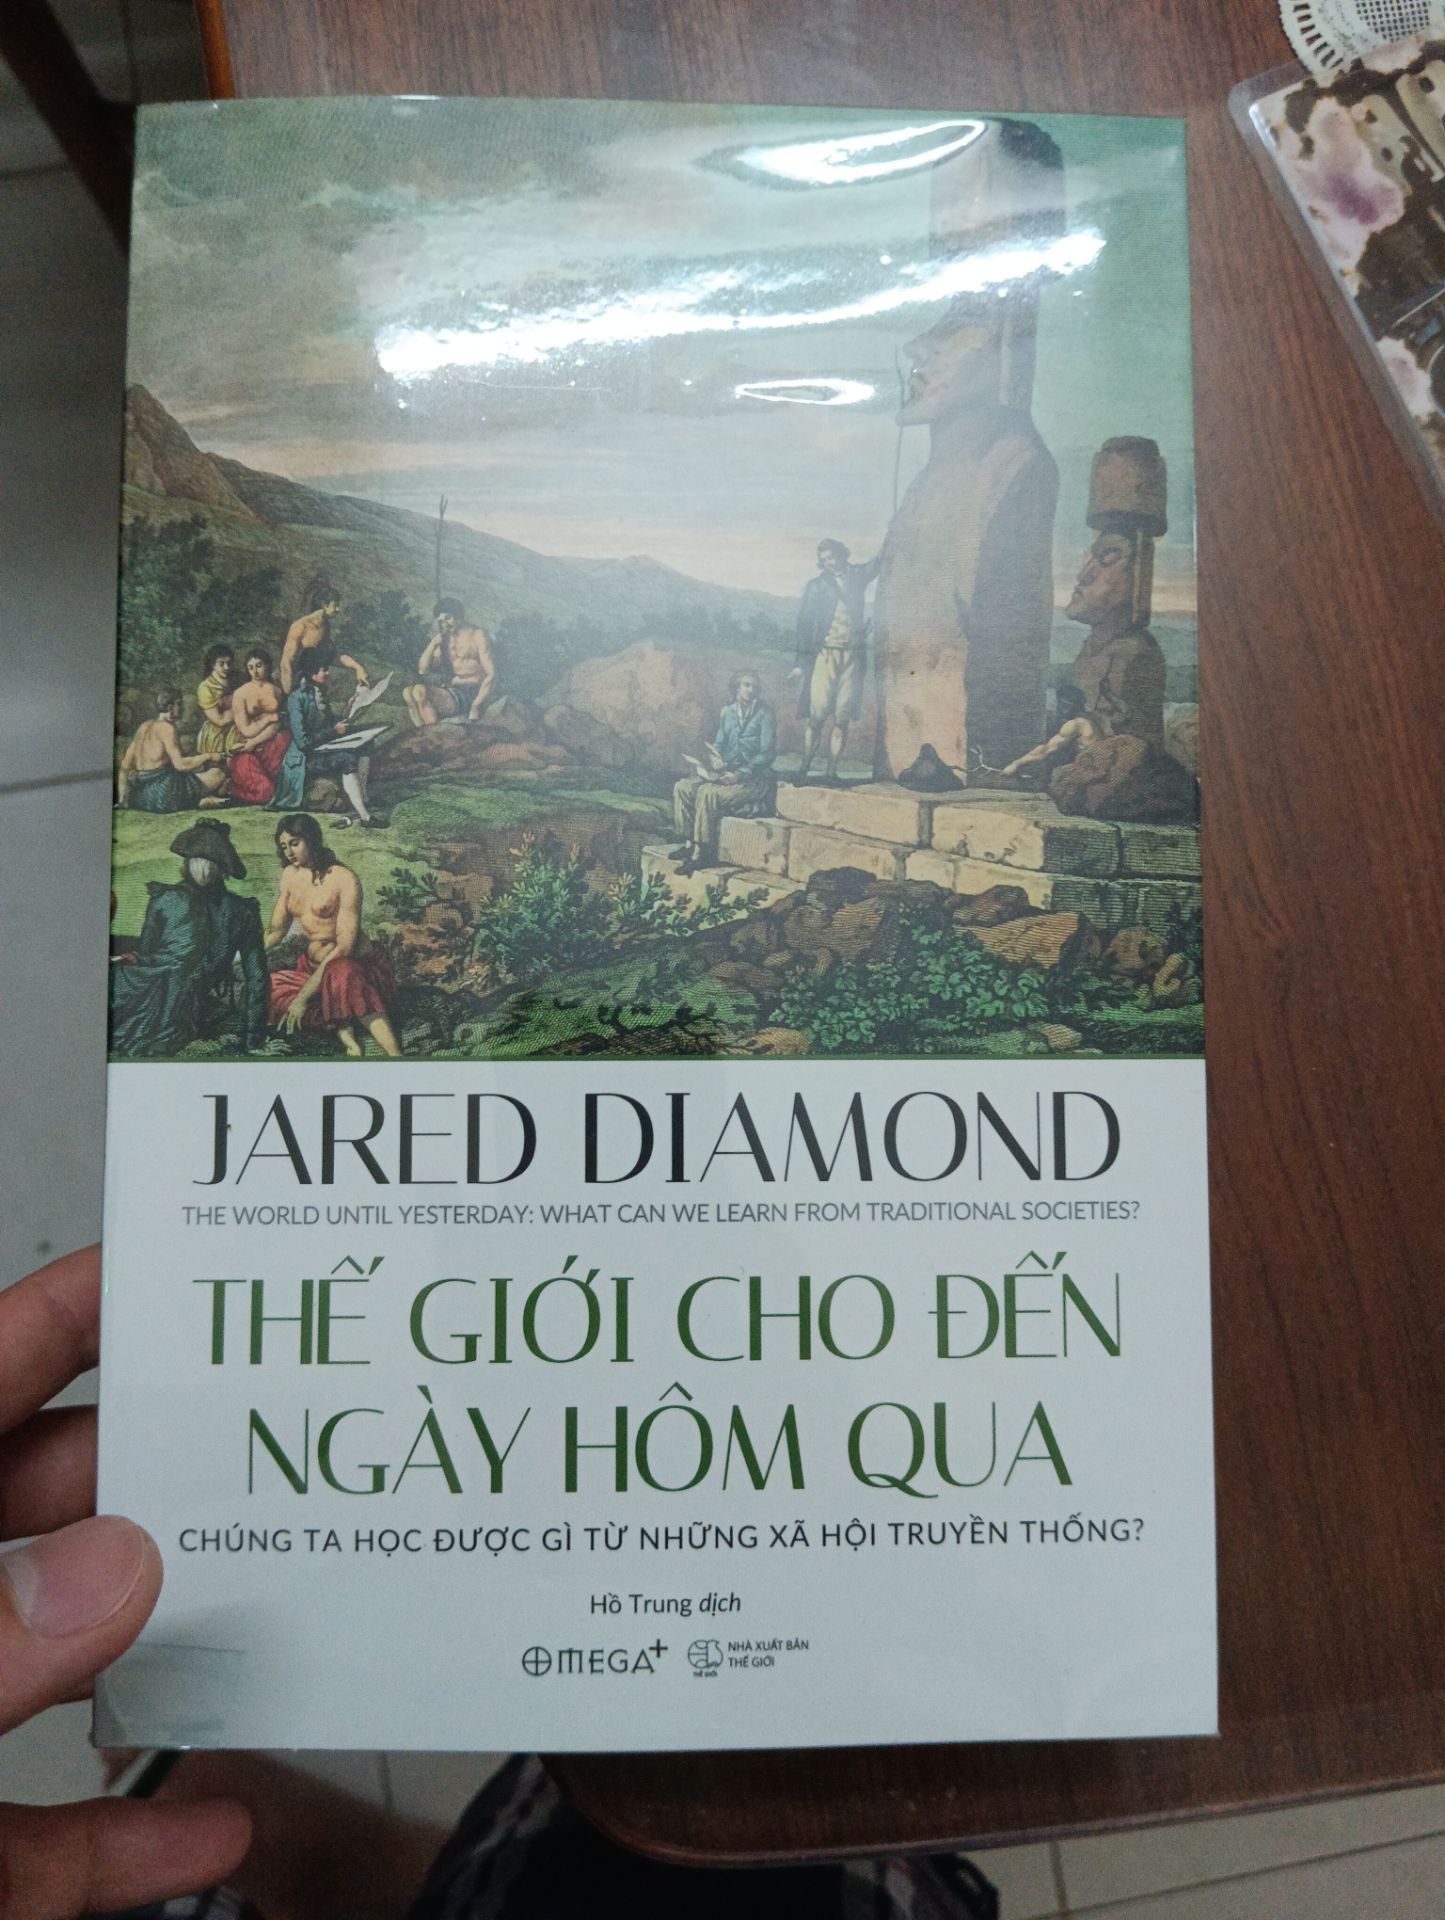 JARED DIAMOND
THE WORLD UNTIL YESTERDAY: WHAT CAN WE LEARN FROM TRADITIONAL SOCIETIES?
THẾ GIỚI CHO ĐẾN
NGÀY HÔM QUA
CHÚNG TA HỌC ĐƯỢC GÌ TỪ NHỮNG XÃ HỘI TRUYỀN THỐNG?
Hồ Trung dịch
OMEGA+
NHÀ XUẤT BẢN
THẾ GIỚI
THẾ GIỚI